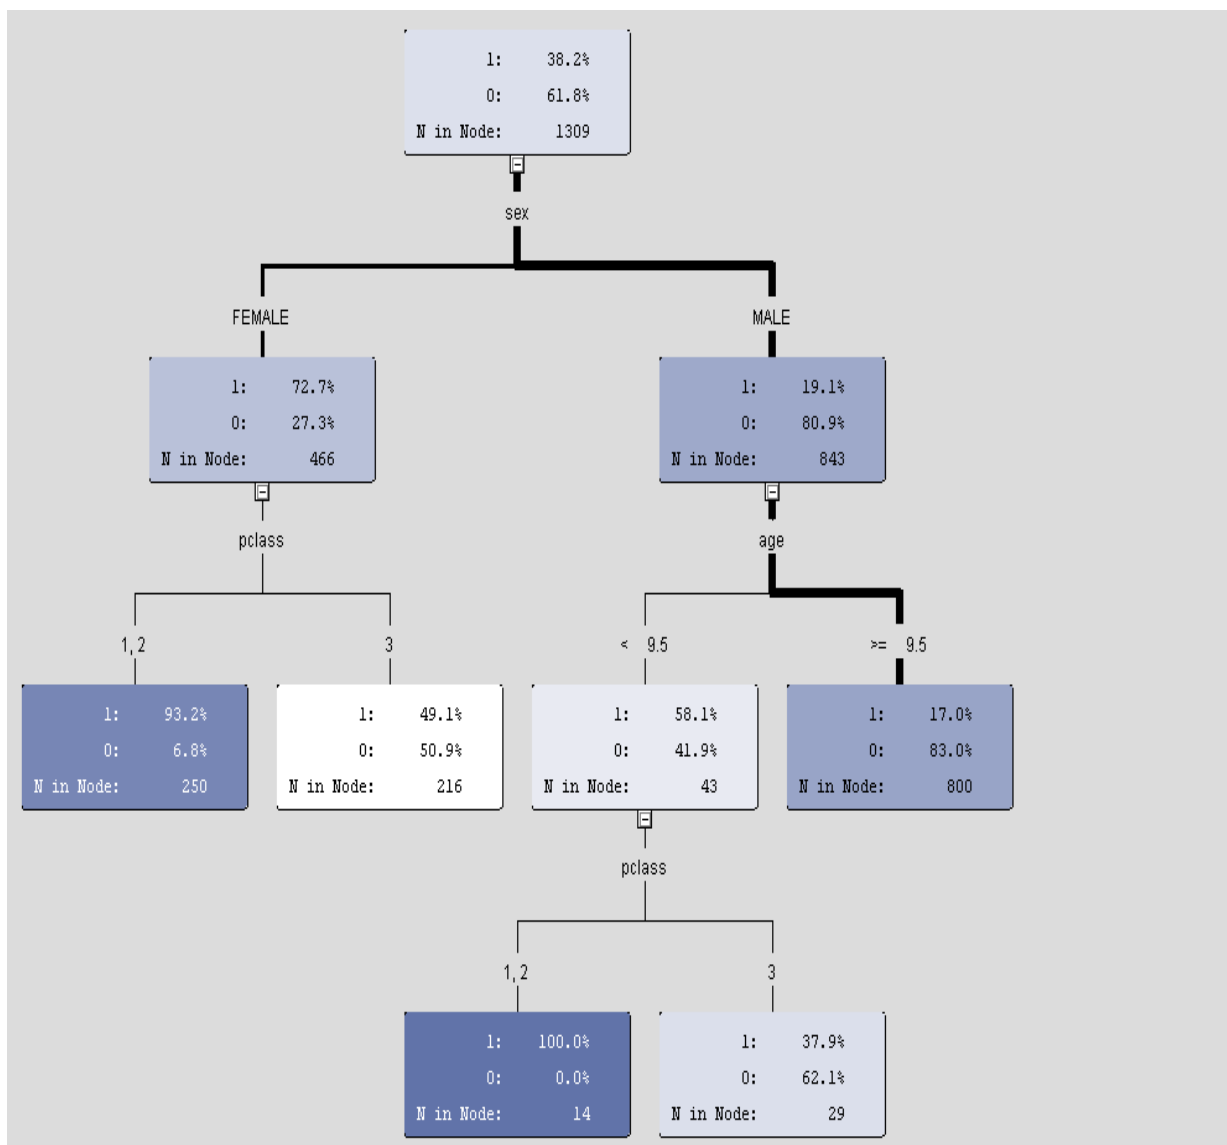 1: 38.2%
0: 61.8%
N in Node: 1309
sex
FEMALE MALE
1: 72.7% 1: 19.1%
0: 27.3% 0: 80.9%
N in Node: 466 N in Node: 843
pclass age
1, 2 3 < 9.5 >= 9.5
1: 93.2% 1: 49.1% 1: 58.1% 1: 17.0%
0: 6.8% 0: 50.9% 0: 41.9% 0: 83.0%
N in Node: 250 N in Node: 216 N in Node: 43 N in Node: 800
pclass
1, 2 3
1: 100.0% 1: 37.9%
0: 0.0% 0: 62.1%
N in Node: 14 N in Node: 29